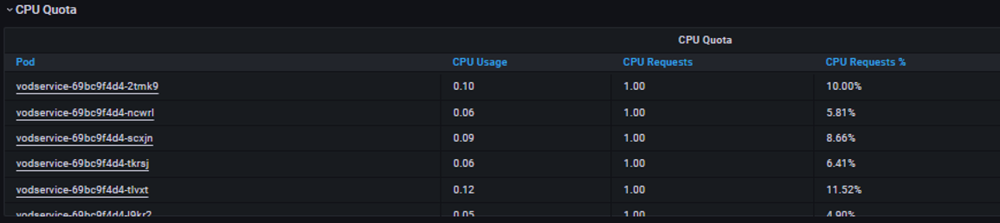 CPU Quota
CPU Quota
Pod CPU Usage CPU Requests CPU Requests %
vodservice-69bc9f4d4-2tmk9 0.10 1.00 10.00%
vodservice-69bc9f4d4-ncwrl 0.06 1.00 5.81%
vodservice-69bc9f4d4-scxjn 0.09 1.00 8.66%
vodservice-69bc9f4d4-tkrsj 0.06 1.00 6.41%
vodservice-69bc9f4d4-tlvxt 0.12 1.00 11.52%
vodservice-69bc9f4d4-l9kr2 0.05 1.00 4.90%